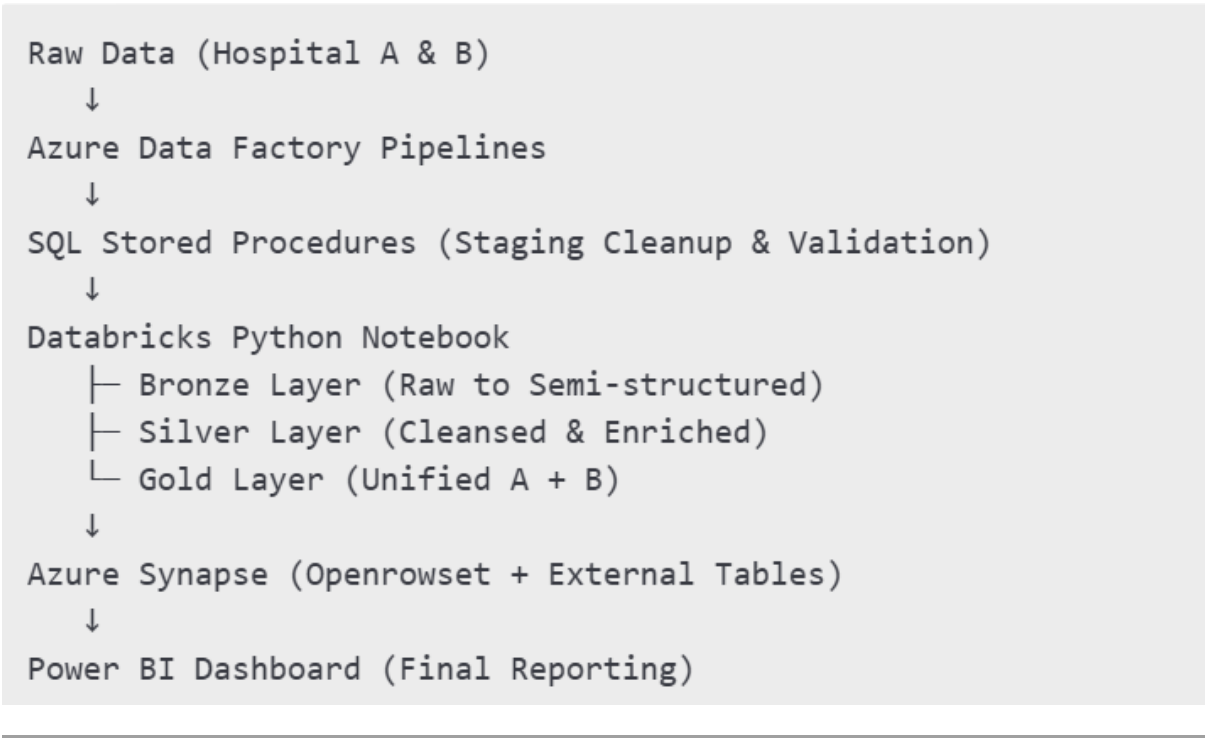 Raw Data (Hospital A & B)
↓
Azure Data Factory Pipelines
↓
SQL Stored Procedures (Staging Cleanup & Validation)
↓
Databricks Python Notebook
├─ Bronze Layer (Raw to Semi-structured)
├─ Silver Layer (Cleansed & Enriched)
└─ Gold Layer (Unified A + B)
↓
Azure Synapse (Openrowset + External Tables)
↓
Power BI Dashboard (Final Reporting)